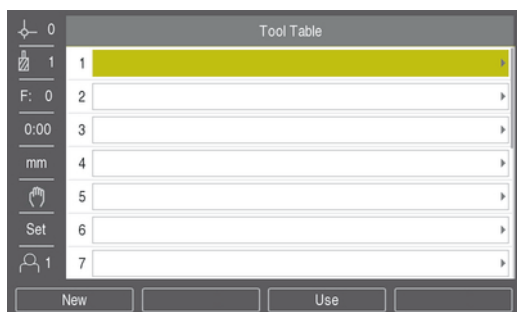 0 Tool Table
1 1
F: 0 2
0:00 3
mm 4
5
Set 6
1 7
New Use